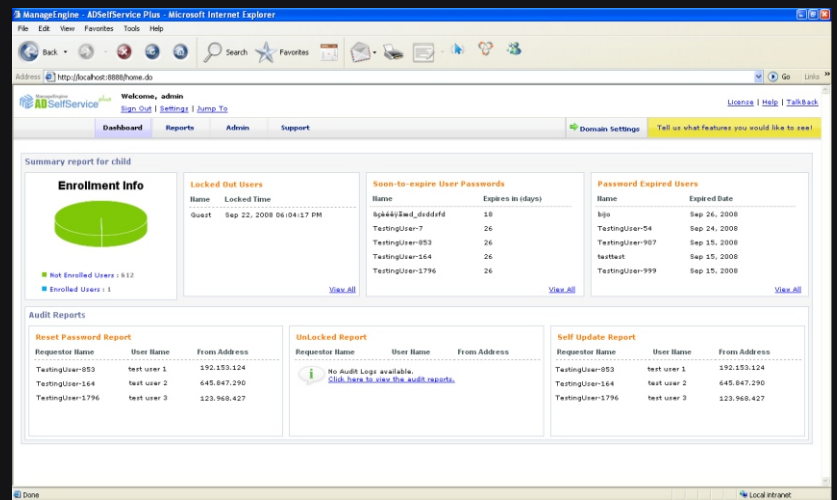 ManageEngine - ADSelfService Plus - Microsoft Internet Explorer
File Edit View Favorites Tools Help
Back Search Favorites
Address http://localhost:8888/home.do Go Links
ManageEngine
ADSelfService plus
Welcome, admin
Sign Out | Settings | Jump To
License | Help | TalkBack
Dashboard Reports Admin Support Domain Settings Tell us what features you would like to see!
Summary report for child
Enrollment Info
Not Enrolled Users : 612
Enrolled Users : 1
Locked Out Users
Name Locked Time
Guest Sep 22, 2008 06:04:17 PM
View All
Soon-to-expire User Passwords
Name Expires in (days)
18
TestingUser-7 26
TestingUser-853 26
TestingUser-164 26
TestingUser-1796 26
View All
Password Expired Users
Name Expired Date
bijo Sep 26, 2008
TestingUser-54 Sep 24, 2008
TestingUser-907 Sep 15, 2008
testtest Sep 15, 2008
TestingUser-999 Sep 15, 2008
View All
Audit Reports
Reset Password Report
Requestor Name User Name From Address
TestingUser-853 test user 1 192.153.124
TestingUser-164 test user 2 645.847.290
TestingUser-1796 test user 3 123.968.427
UnLocked Report
Requestor Name User Name From Address
No Audit Logs available.
Click here to view the audit reports.
Self Update Report
Requestor Name User Name From Address
TestingUser-853 test user 1 192.153.124
TestingUser-164 test user 2 645.847.290
TestingUser-1796 test user 3 123.968.427
Done Local intranet